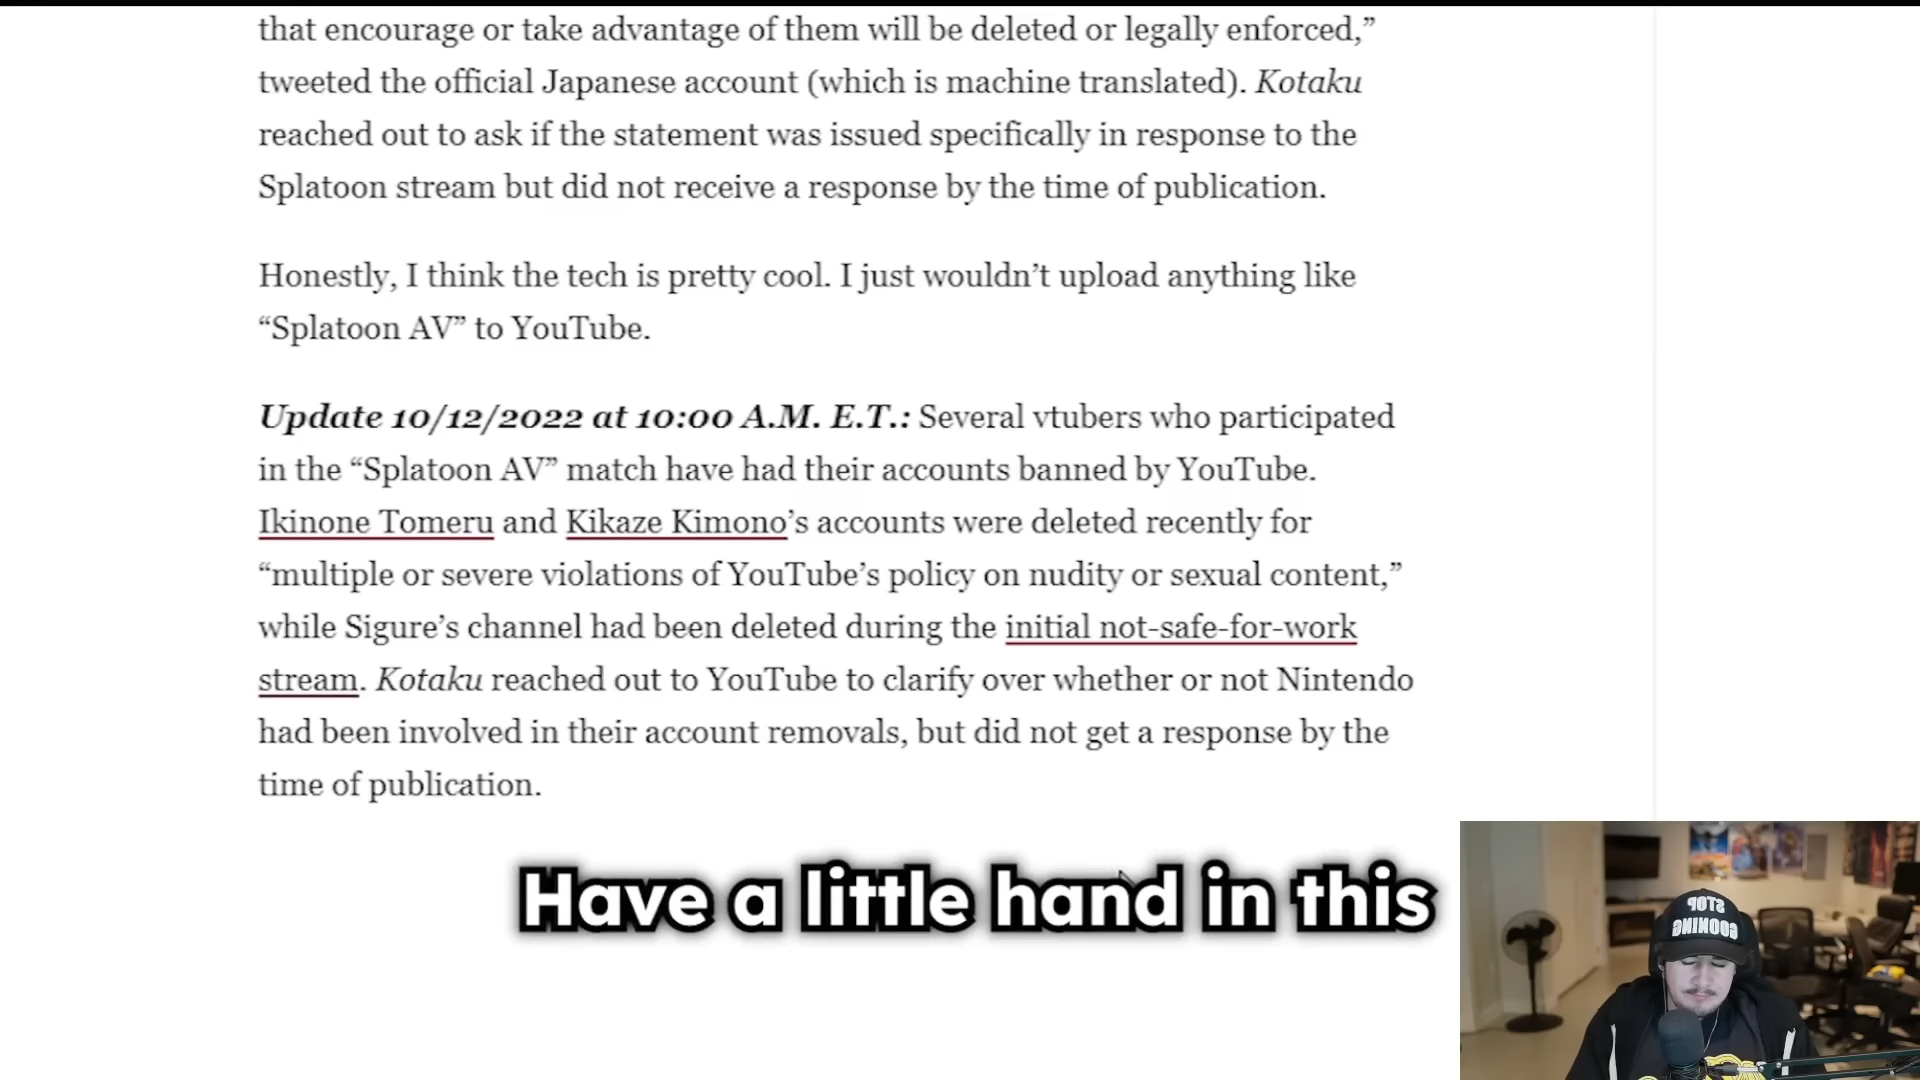 that encourage or take advantage of them will be deleted or legally enforced,”
tweeted the official Japanese account (which is machine translated). Kotaku
reached out to ask if the statement was issued specifically in response to the
Splatoon stream but did not receive a response by the time of publication.
Honestly, I think the tech is pretty cool. I just wouldn’t upload anything like
“Splatoon AV” to YouTube.
Update 10/12/2022 at 10:00 A.M. E.T.: Several vtubers who participated
in the “Splatoon AV” match have had their accounts banned by YouTube.
Ikinone Tomeru and Kikaze Kimono’s accounts were deleted recently for
“multiple or severe violations of YouTube’s policy on nudity or sexual content,”
while Sigure’s channel had been deleted during the initial not-safe-for-work
stream. Kotaku reached out to YouTube to clarify over whether or not Nintendo
had been involved in their account removals, but did not get a response by the
time of publication.
Have a little hand in this
STOP
GOONING